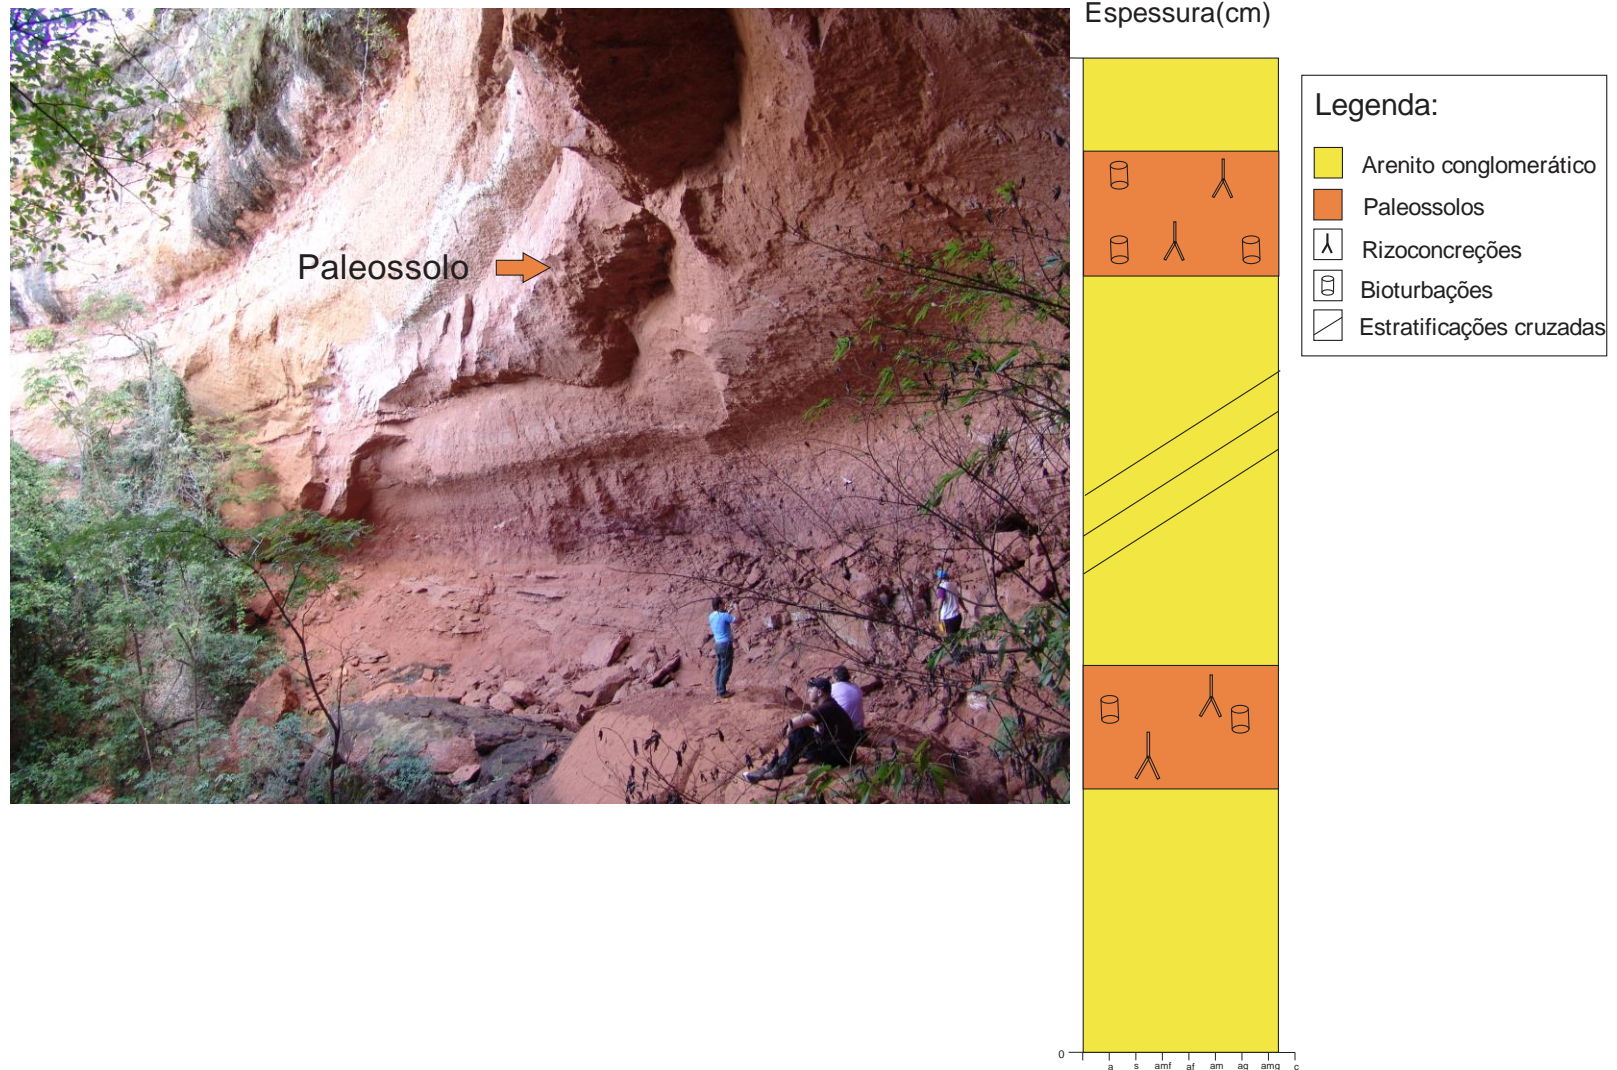 Espessura(cm)
Paleossolo
Legenda:
Arenito conglomerático
Paleossolos
Rizoconcreções
Bioturbações
Estratificações cruzadas
0
a s amf af am ag amg c